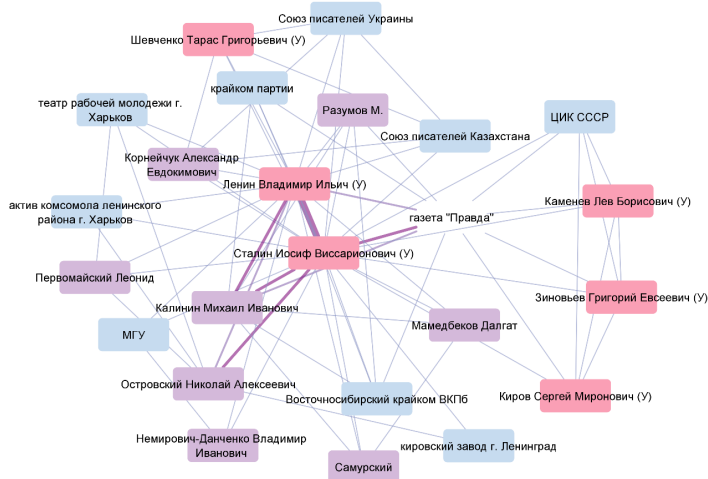 Союз писателей Украины
Шевченко Тарас Григорьевич (У)
крайком партии
театр рабочей молодежи г.
Харьков
Разумов М.
ЦИК СССР
Союз писателей Казахстана
Корнейчук Александр
Евдокимович
Ленин Владимир Ильич (У)
Каменев Лев Борисович (У)
актив комсомола ленинского
района г. Харьков
газета "Правда"
Сталин Иосиф Виссарионович (У)
Первомайский Леонид
Зиновьев Григорий Евсеевич (У)
Калинин Михаил Иванович
Мамедбеков Далгат
МГУ
Островский Николай Алексеевич
Восточносибирский крайком ВКПб
Киров Сергей Миронович (У)
Немирович-Данченко Владимир
Иванович
кировский завод г. Ленинград
Самурский